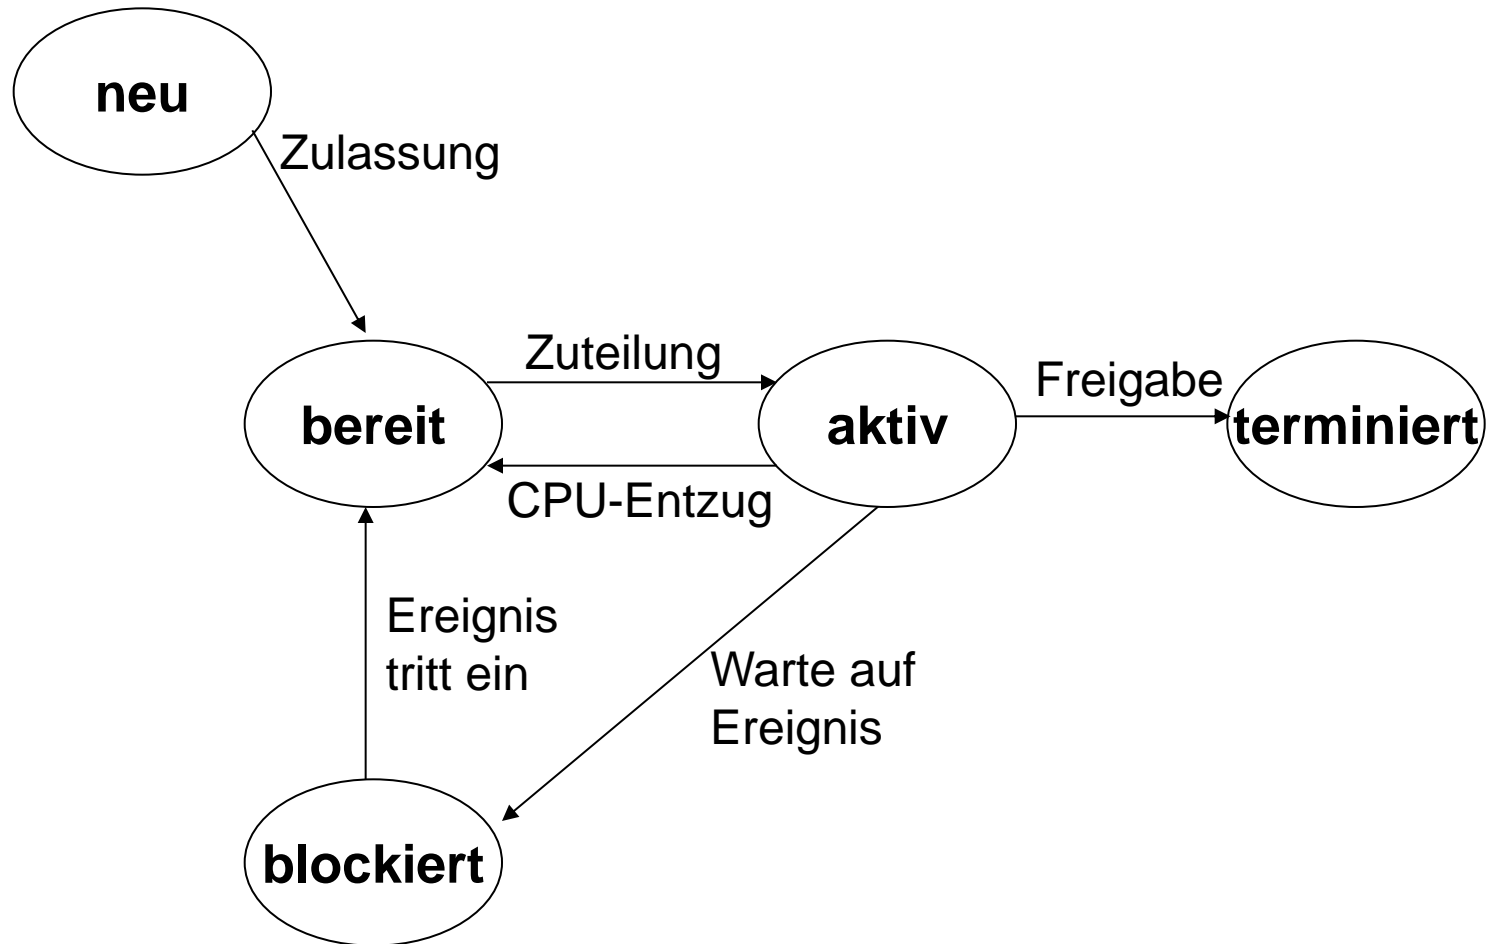 neu
Zulassung
Zuteilung
Freigabe
bereit
aktiv
terminiert
CPU-Entzug
Ereignis
tritt ein
Warte auf
Ereignis
blockiert